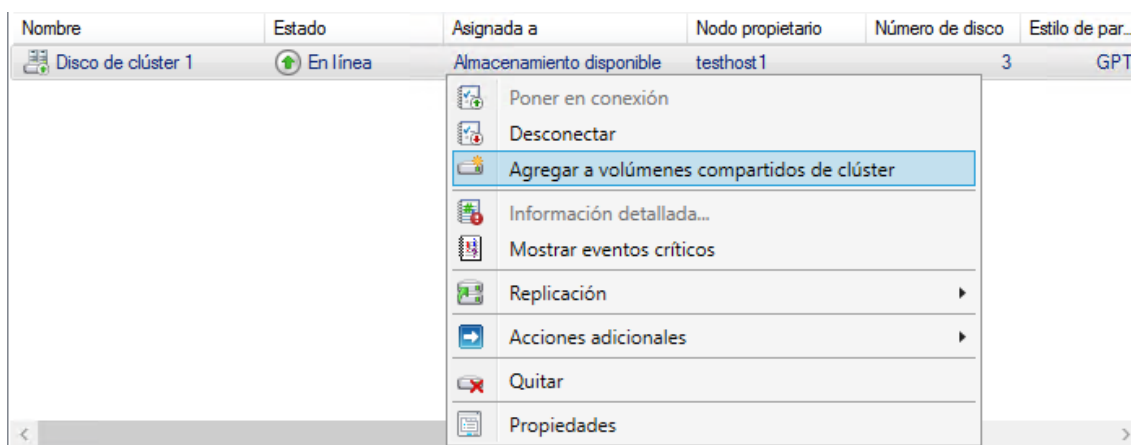 Nombre Estado Asignada a Nodo propietario Número de disco Estilo de par...
Disco de clúster 1 En línea Almacenamiento disponible testhost1 3 GPT
Poner en conexión
Desconectar
Agregar a volúmenes compartidos de clúster
Información detallada...
Mostrar eventos críticos
Replicación
Acciones adicionales
Quitar
Propiedades